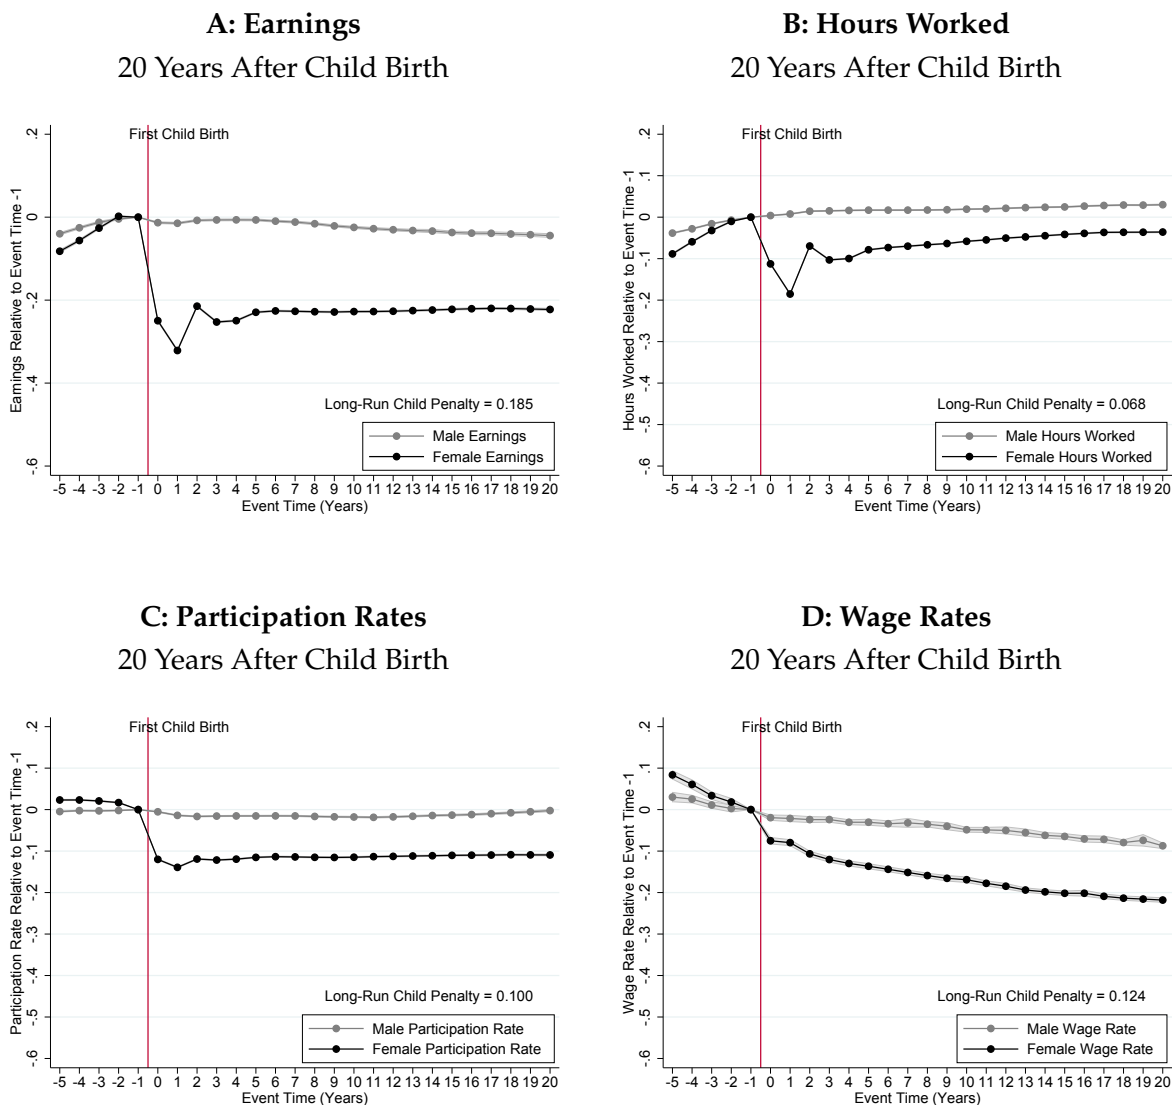 A: Earnings
20 Years After Child Birth
First Child Birth
Earnings Relative to Event Time -1
.2
0
-.2
-.4
-.6
Long-Run Child Penalty = 0.185
Male Earnings
Female Earnings
-5 -4 -3 -2 -1 0 1 2 3 4 5 6 7 8 9 10 11 12 13 14 15 16 17 18 19 20
Event Time (Years)
B: Hours Worked
20 Years After Child Birth
First Child Birth
Hours Worked Relative to Event Time -1
.2
.1
0
-.1
-.2
-.3
-.4
-.5
-.6
Long-Run Child Penalty = 0.068
Male Hours Worked
Female Hours Worked
-5 -4 -3 -2 -1 0 1 2 3 4 5 6 7 8 9 10 11 12 13 14 15 16 17 18 19 20
Event Time (Years)
C: Participation Rates
20 Years After Child Birth
First Child Birth
Participation Rate Relative to Event Time -1
.2
.1
0
-.1
-.2
-.3
-.4
-.5
-.6
Long-Run Child Penalty = 0.100
Male Participation Rate
Female Participation Rate
-5 -4 -3 -2 -1 0 1 2 3 4 5 6 7 8 9 10 11 12 13 14 15 16 17 18 19 20
Event Time (Years)
D: Wage Rates
20 Years After Child Birth
First Child Birth
Wage Rate Relative to Event Time -1
.2
.1
0
-.1
-.2
-.3
-.4
-.5
-.6
Long-Run Child Penalty = 0.124
Male Wage Rate
Female Wage Rate
-5 -4 -3 -2 -1 0 1 2 3 4 5 6 7 8 9 10 11 12 13 14 15 16 17 18 19 20
Event Time (Years)